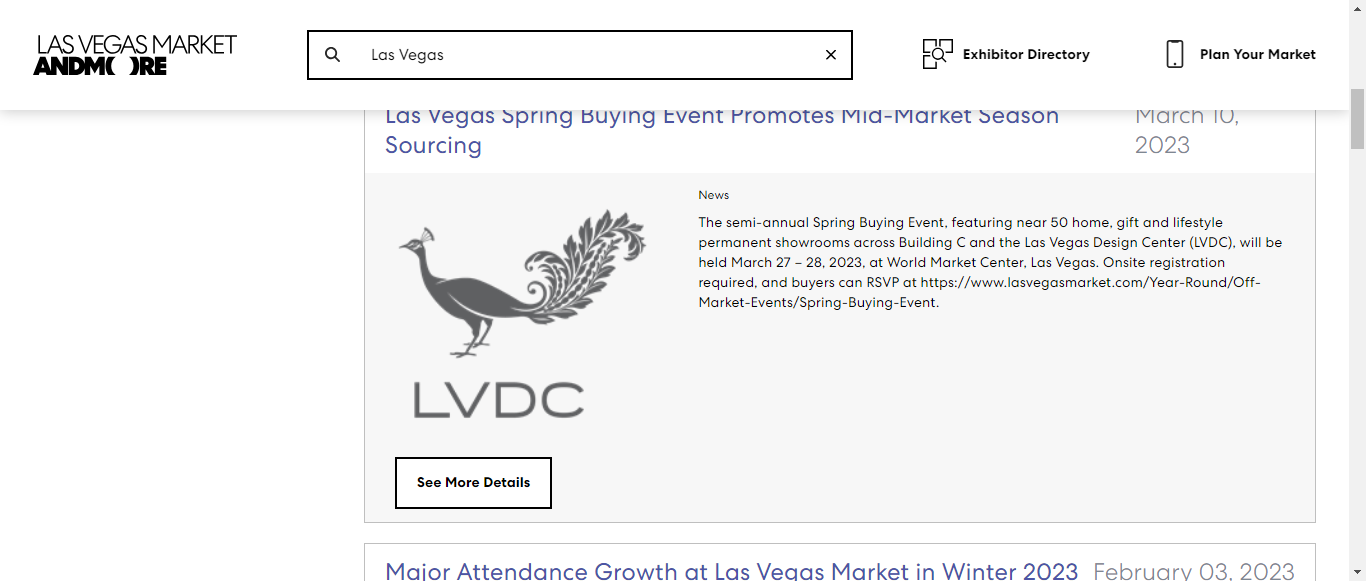 LAS VEGAS MARKET
ANDMORE
Las Vegas
Exhibitor Directory
Plan Your Market
Las Vegas Spring Buying Event Promotes Mid-Market Season
Sourcing
March 10,
2023
News
The semi-annual Spring Buying Event, featuring near 50 home, gift and lifestyle
permanent showrooms across Building C and the Las Vegas Design Center (LVDC), will be
held March 27 – 28, 2023, at World Market Center, Las Vegas. Onsite registration
required, and buyers can RSVP at https://www.lasvegasmarket.com/Year-Round/Off-
Market-Events/Spring-Buying-Event.
LVDC
See More Details
Major Attendance Growth at Las Vegas Market in Winter 2023
February 03, 2023